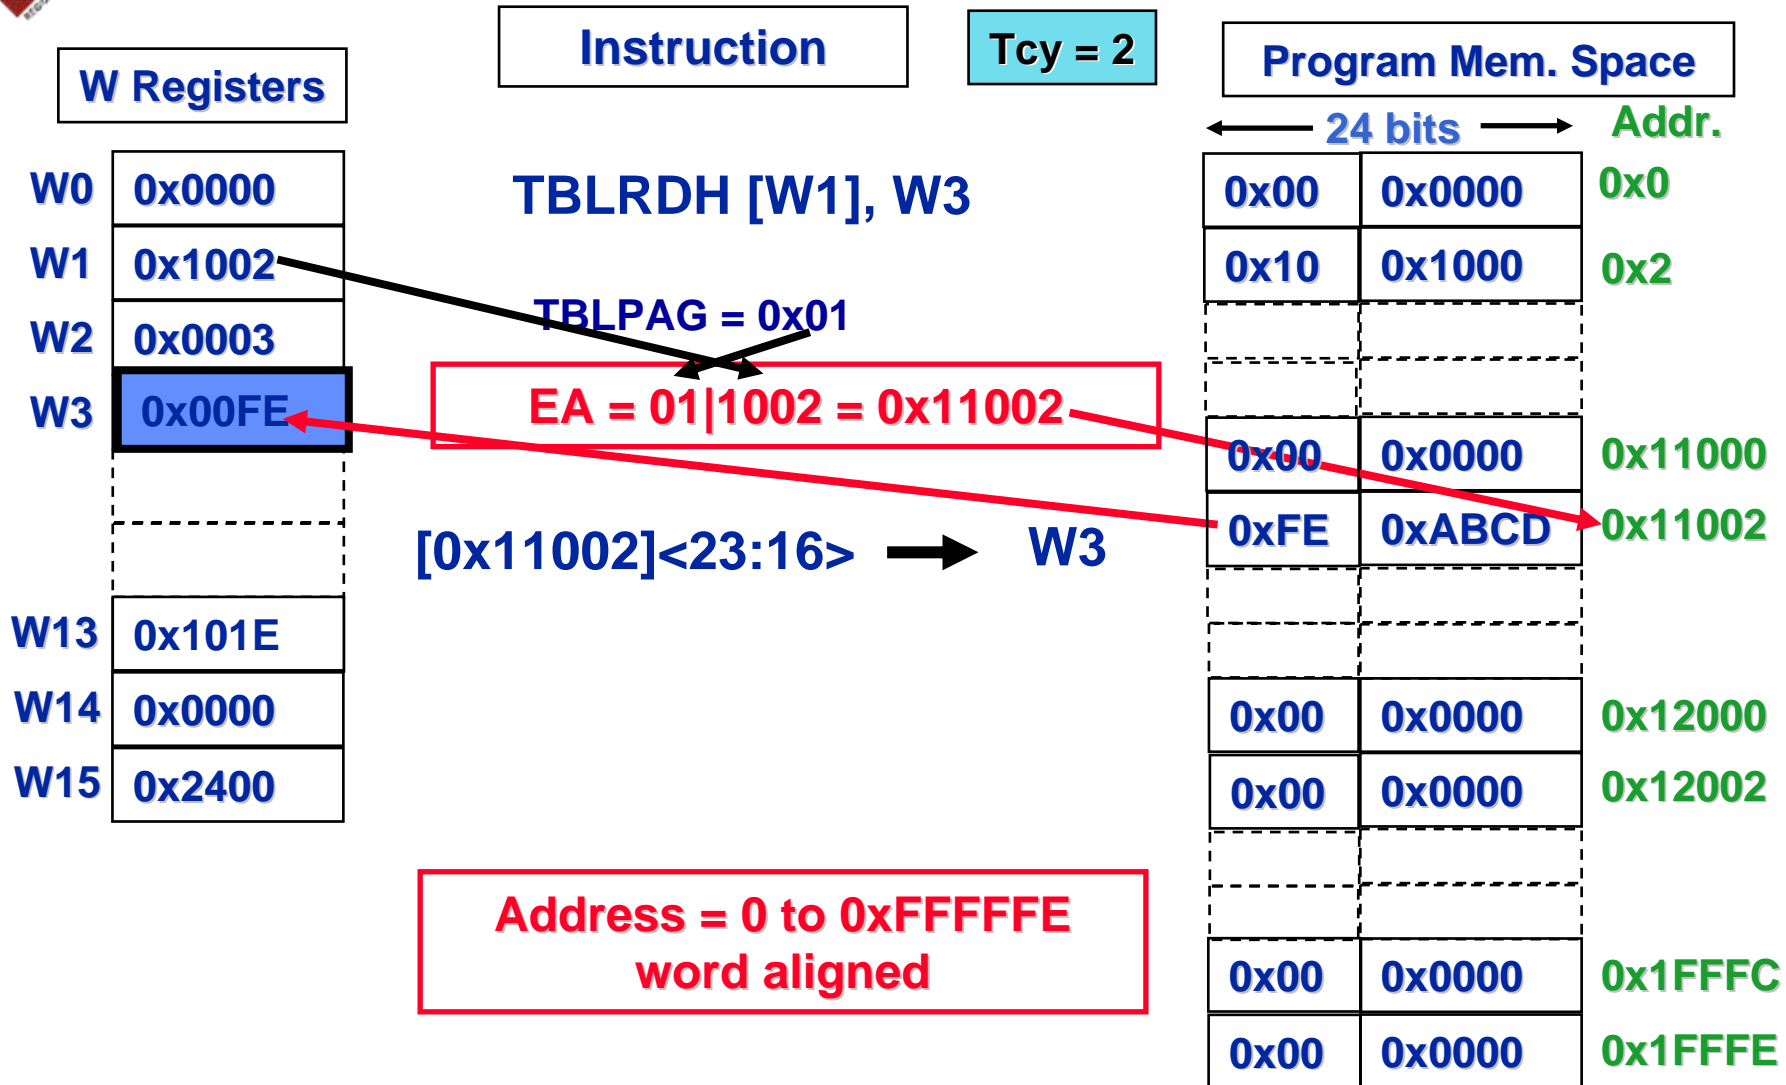 Instruction
Tcy = 2
W Registers
Program Mem. Space
24 bits
Addr.
W0 0x0000
W1 0x1002
W2 0x0003
W3 0x00FE
W13 0x101E
W14 0x0000
W15 0x2400
TBLRDH [W1], W3
TBLPAG = 0x01
EA = 01|1002 = 0x11002
[0x11002]<23:16> W3
Address = 0 to 0xFFFFFE
word aligned
0x00 0x0000 0x0
0x10 0x1000 0x2
0x00 0x0000 0x11000
0xFE 0xABCD 0x11002
0x00 0x0000 0x12000
0x00 0x0000 0x12002
0x00 0x0000 0x1FFFC
0x00 0x0000 0x1FFFE